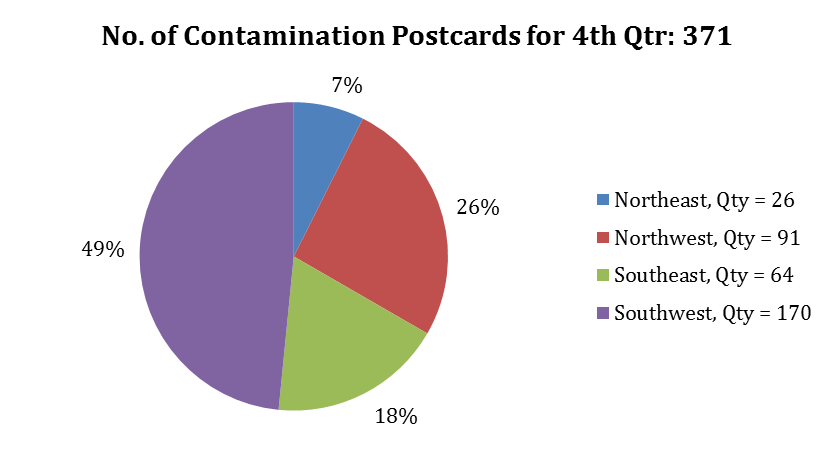 No. of Contamination Postcards for 4th Qtr: 371
7%
26%
49%
18%
Northeast, Qty = 26
Northwest, Qty = 91
Southeast, Qty = 64
Southwest, Qty = 170